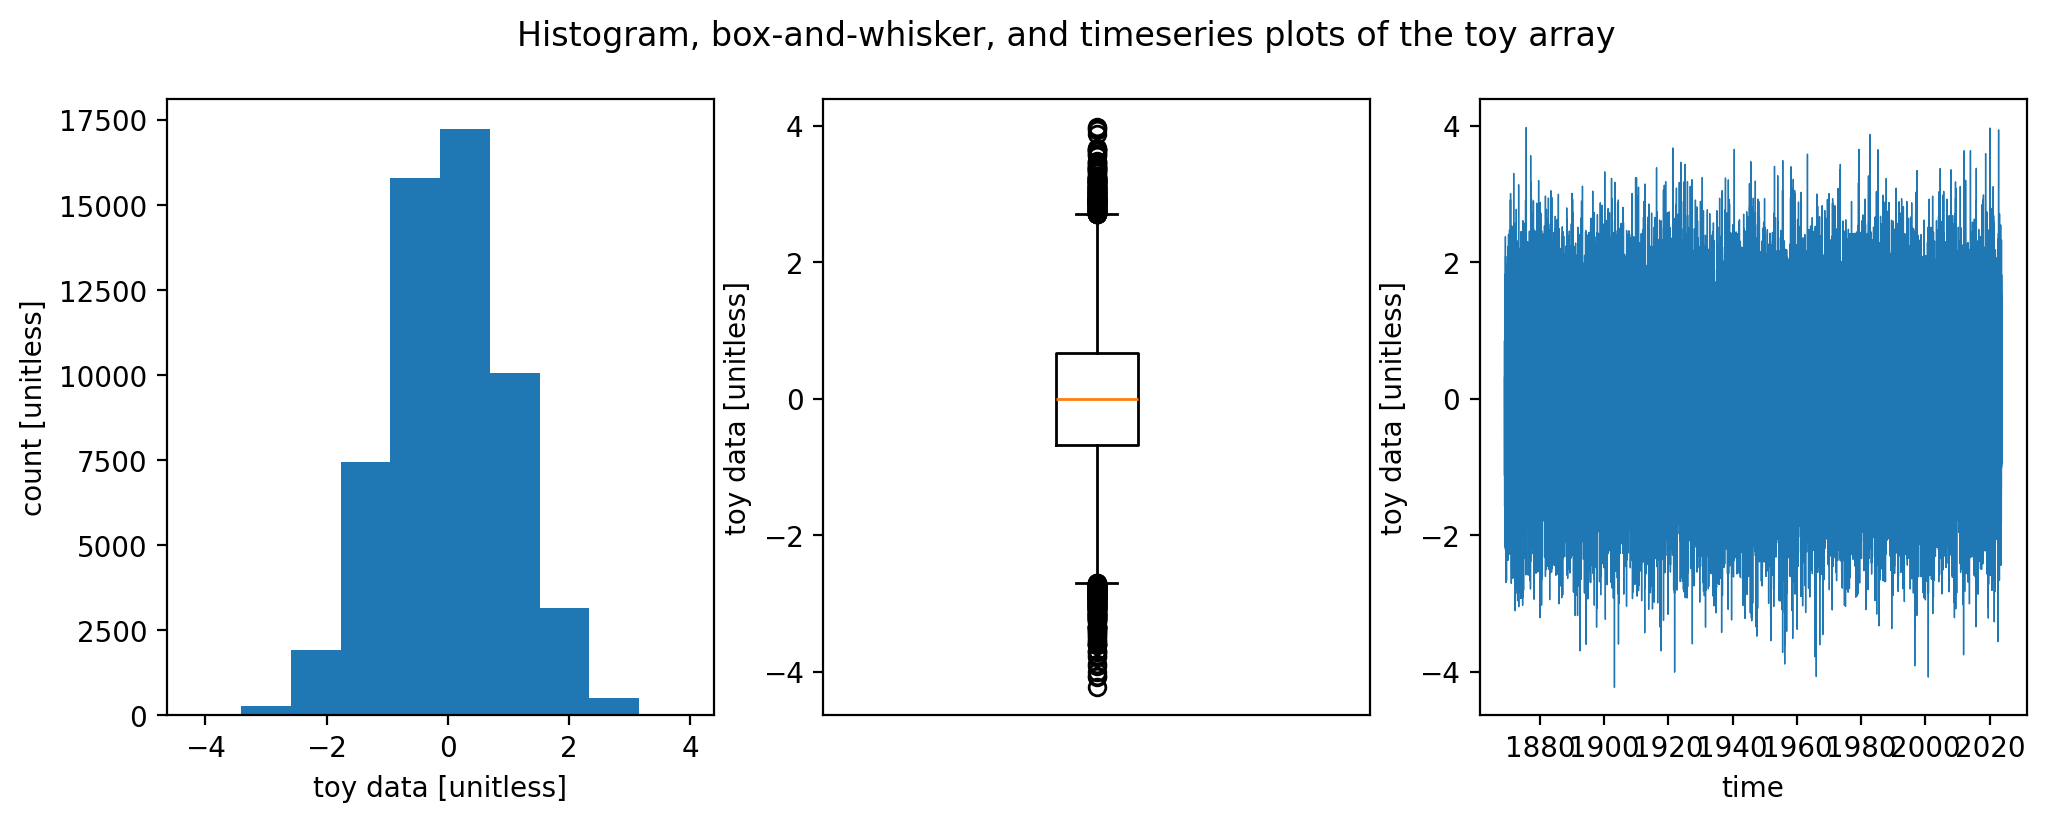 Histogram, box-and-whisker, and timeseries plots of the toy array
17500
15000
12500
10000
7500
5000
2500
0
count [unitless]
−4 −2 0 2 4
toy data [unitless]
4
2
0
−2
−4
toy data [unitless]
4
2
0
−2
−4
toy data [unitless]
1880 1900 1920 1940 1960 1980 2000 2020
time